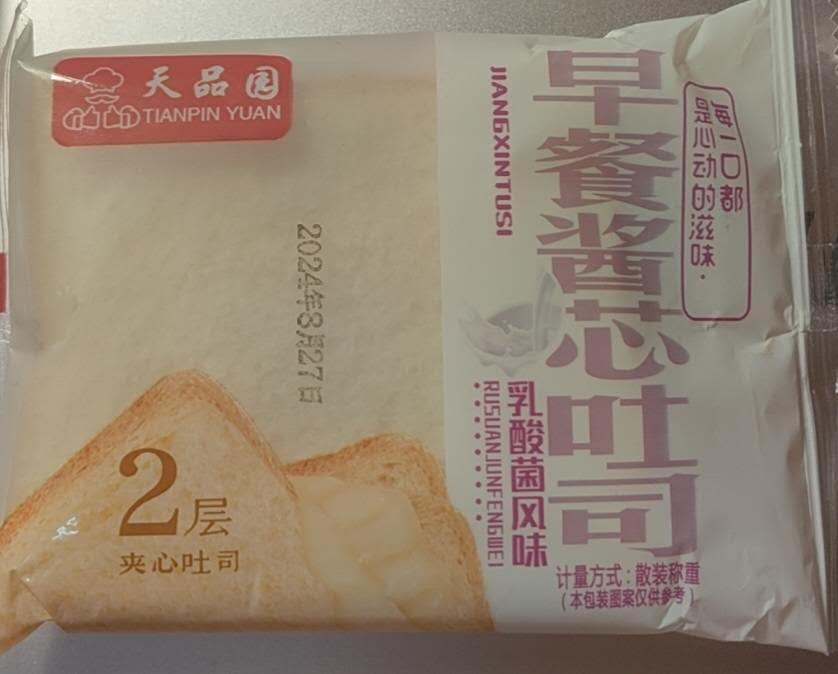 天品园
TIANPIN YUAN
2024年8月27日
2层
夹心吐司
JIANGXINTUSI
早餐酱芯吐司
每一口都
是心动的滋味.
乳酸菌风味
RUSUANJUNFENGWEI
计量方式:散装称重
(本包装图案仅供参考)